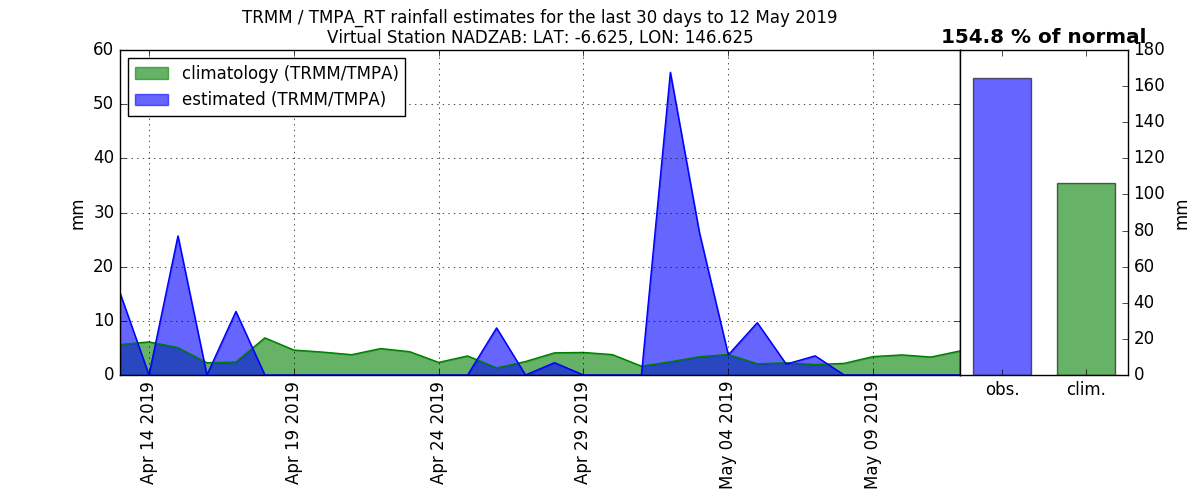 TRMM / TMPA_RT rainfall estimates for the last 30 days to 12 May 2019
Virtual Station NADZAB: LAT: -6.625, LON: 146.625
154.8 % of normal
climatology (TRMM/TMPA)
estimated (TRMM/TMPA)
mm
60
50
40
30
20
10
0
Apr 14 2019
Apr 19 2019
Apr 24 2019
Apr 29 2019
May 04 2019
May 09 2019
obs.
clim.
180
160
140
120
100
80
60
40
20
0
mm